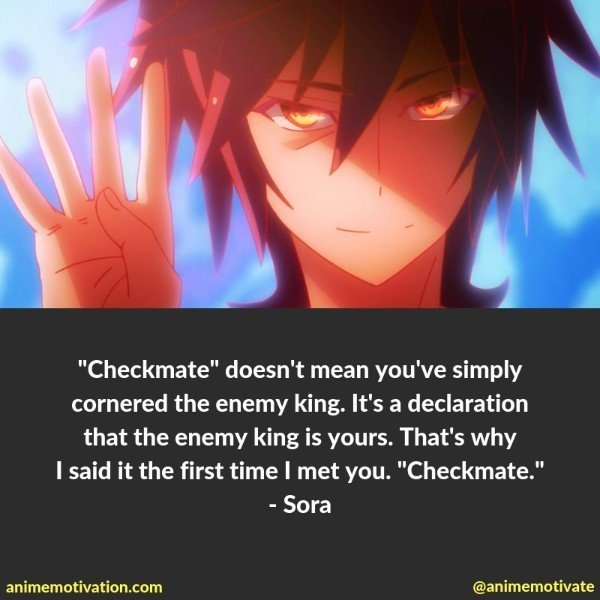 "Checkmate" doesn't mean you've simply
cornered the enemy king. It's a declaration
that the enemy king is yours. That's why
I said it the first time I met you. "Checkmate."
- Sora
animemotivation.com
@animemotivate